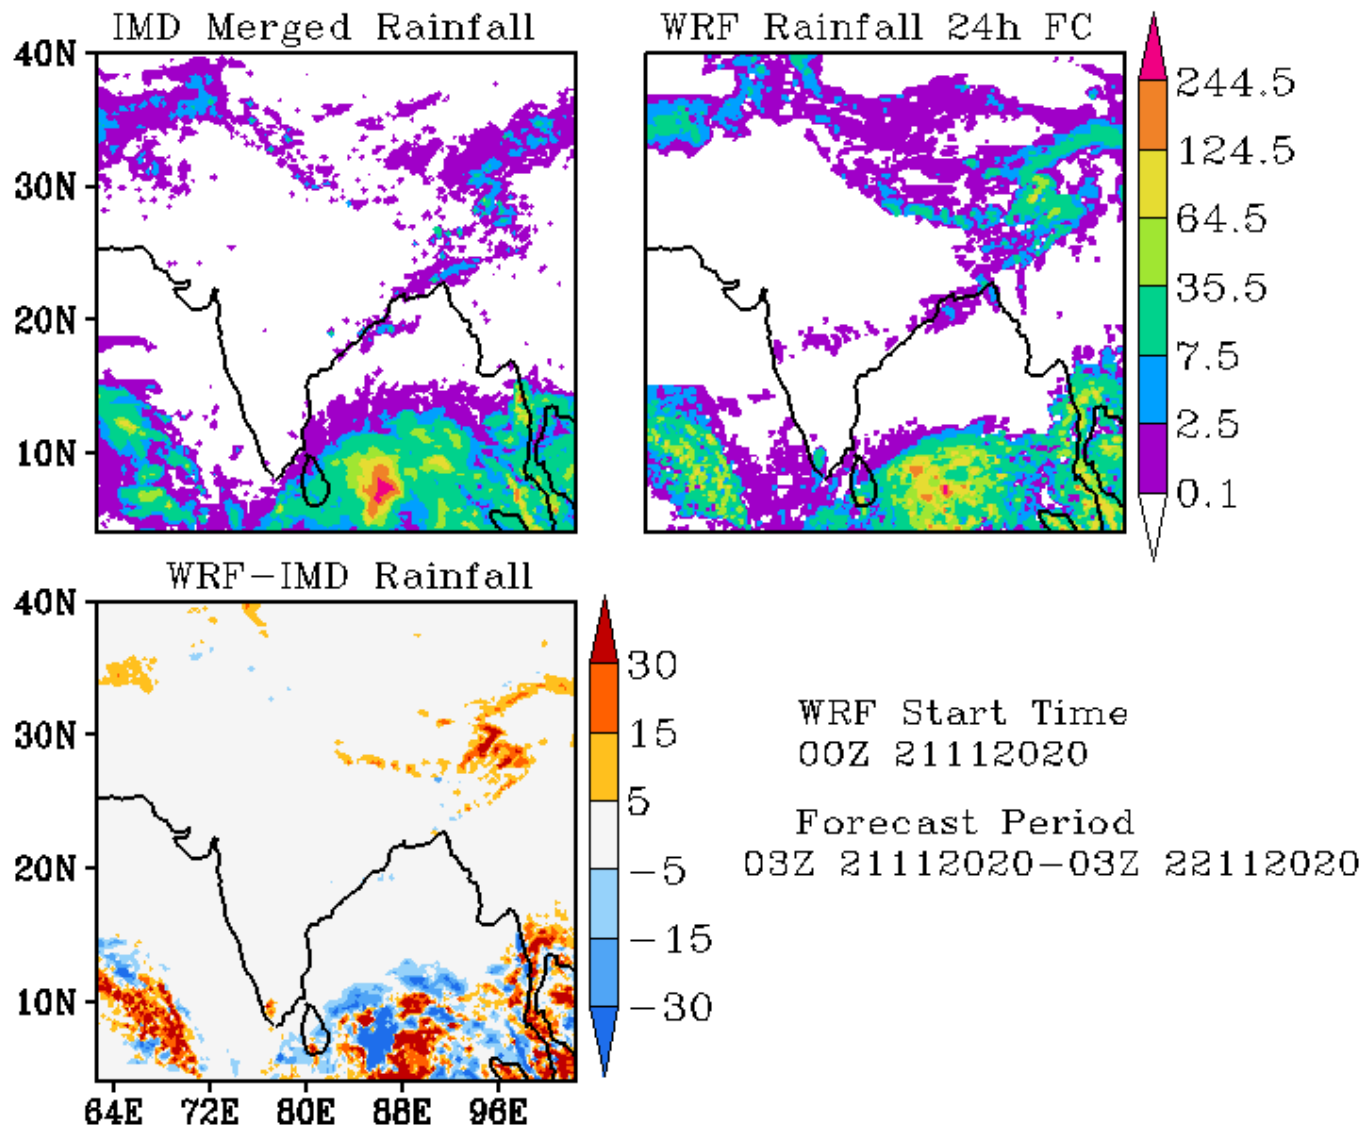 IMD Merged Rainfall
WRF Rainfall 24h FC
40N
30N
20N
10N
244.5
124.5
64.5
35.5
7.5
2.5
0.1
WRF-IMD Rainfall
40N
30N
20N
10N
64E 72E 80E 88E 96E
30
15
5
-5
-15
-30
WRF Start Time
00Z 21112020
Forecast Period
03Z 21112020-03Z 22112020